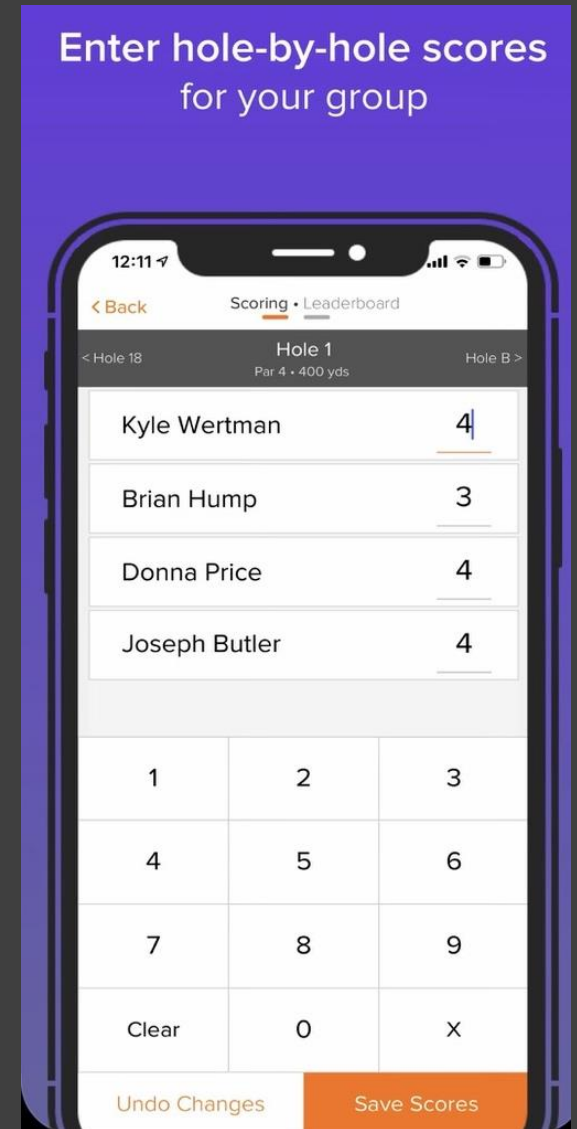 Enter hole-by-hole scores
for your group
12:11
< Back Scoring • Leaderboard
< Hole 18 Hole 1 Hole B >
Par 4 • 400 yds
Kyle Wertman 4
Brian Hump 3
Donna Price 4
Joseph Butler 4
1 2 3
4 5 6
7 8 9
Clear 0 X
Undo Changes Save Scores